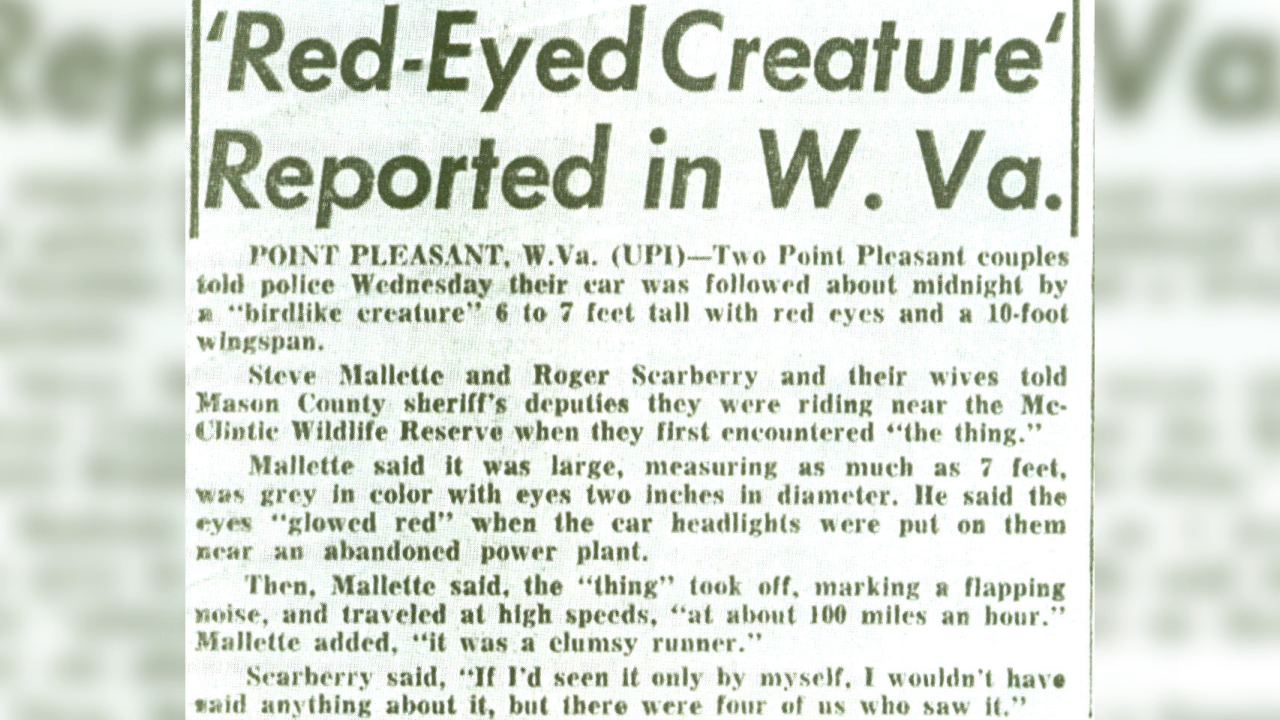 ‘Red-Eyed Creature‘
Reported in W. Va.
POINT PLEASANT, W.Va. (UPI)—Two Point Pleasant couples
told police Wednesday their car was followed about midnight by
a “birdlike creature” 6 to 7 feet tall with red eyes and a 10-foot
wingspan.
Steve Mallette and Roger Scarberry and their wives told
Mason County sheriff's deputies they were riding near the Mc-
Clintic Wildlife Reserve when they first encountered “the thing.”
Mallette said it was large, measuring as much as 7 feet,
was grey in color with eyes two inches in diameter. He said the
eyes “glowed red” when the car headlights were put on them
near an abandoned power plant.
Then, Mallette said, the “thing” took off, marking a flapping
noise, and traveled at high speeds, “at about 100 miles an hour.”
Mallette added, “it was a clumsy runner.”
Scarberry said, “If I'd seen it only by myself, I wouldn't have
said anything about it, but there were four of us who saw it.”